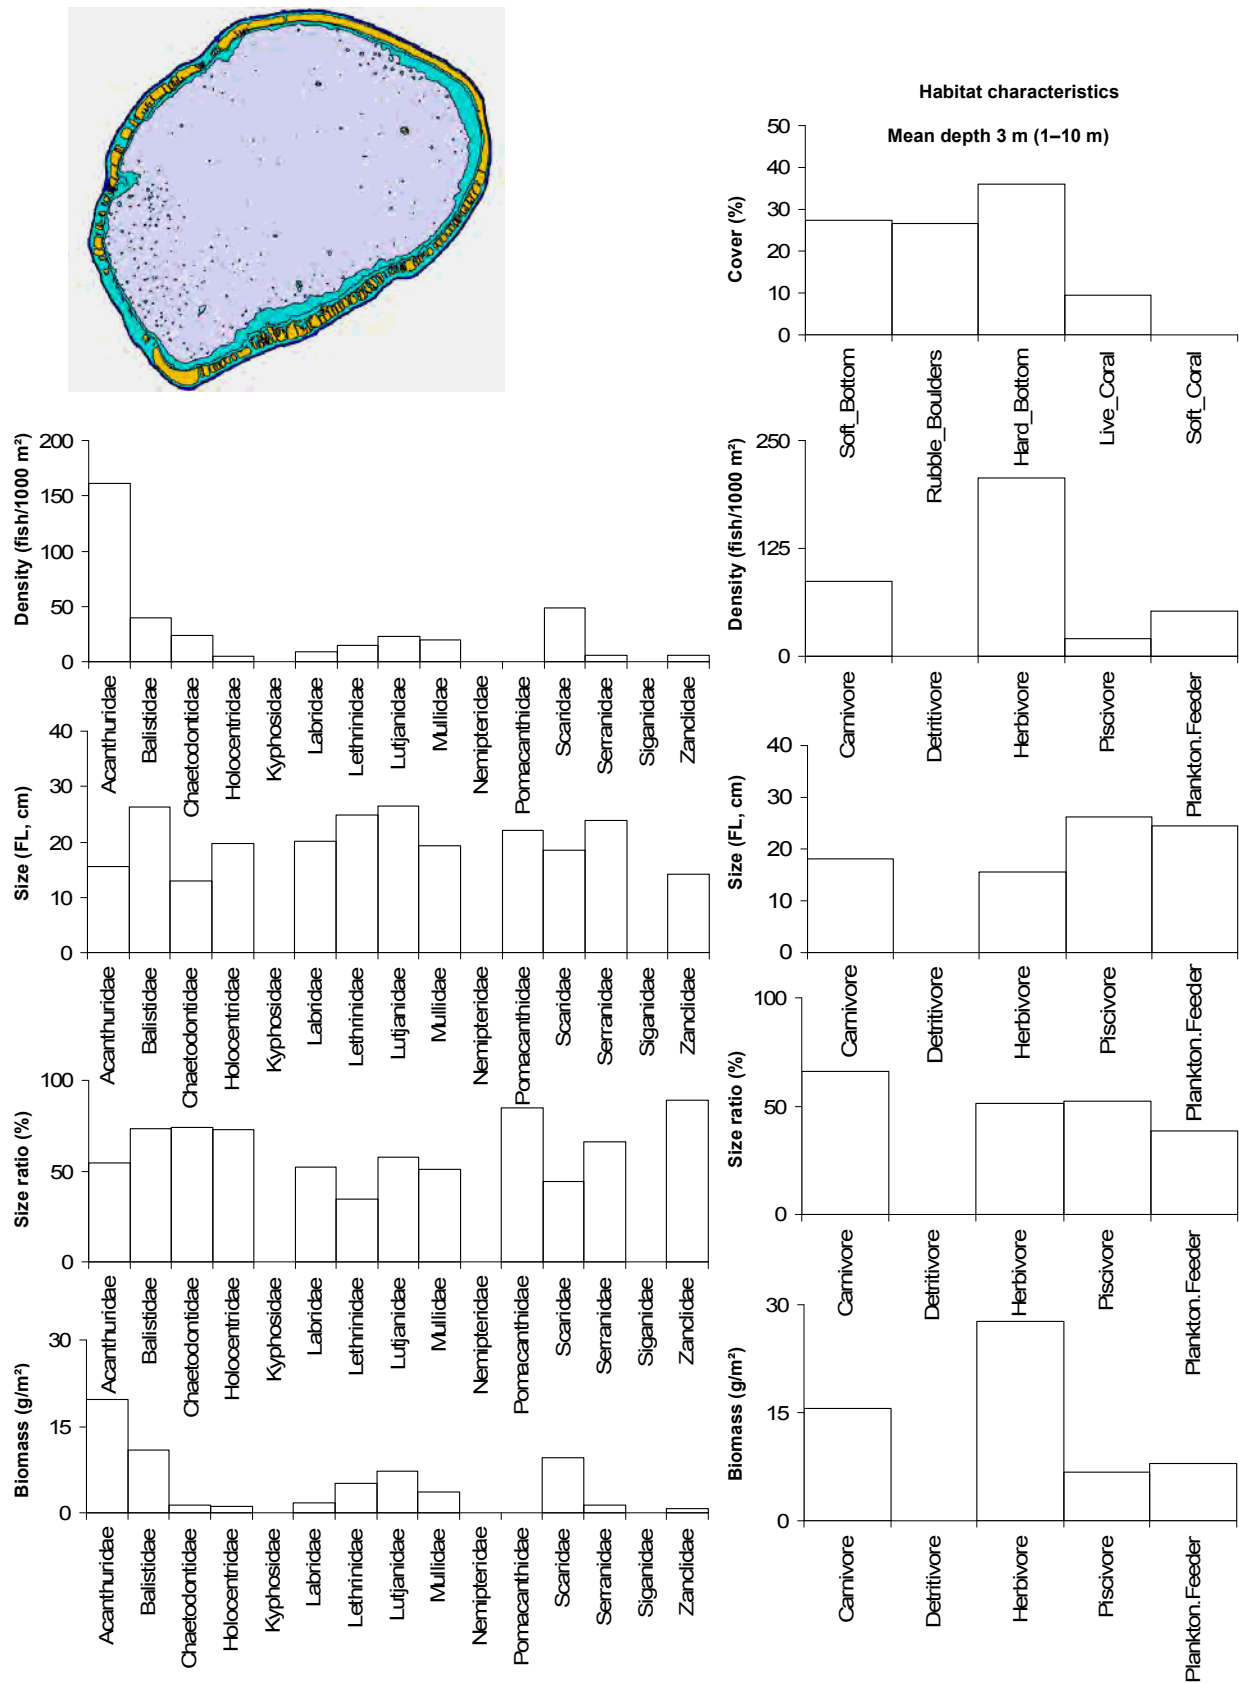 Habitat characteristics
Mean depth 3 m (1–10 m)
Cover (%)
50
40
30
20
10
0
Soft_Bottom
Rubble_Boulders
Hard_Bottom
Live_Coral
Soft_Coral
Density (fish/1000 m²)
200
150
100
50
0
Acanthuridae
Balistidae
Chaetodontidae
Holocentridae
Kyphosidae
Labridae
Lethrinidae
Lutjanidae
Mullidae
Nemipteridae
Pomacanthidae
Scaridae
Serranidae
Siganidae
Zanclidae
Density (fish/1000 m²)
250
125
0
Carnivore
Detritivore
Herbivore
Piscivore
Plankton.Feeder
Size (FL, cm)
40
30
20
10
0
Acanthuridae
Balistidae
Chaetodontidae
Holocentridae
Kyphosidae
Labridae
Lethrinidae
Lutjanidae
Mullidae
Nemipteridae
Pomacanthidae
Scaridae
Serranidae
Siganidae
Zanclidae
Size (FL, cm)
40
30
20
10
0
Carnivore
Detritivore
Herbivore
Piscivore
Plankton.Feeder
Size ratio (%)
100
50
0
Acanthuridae
Balistidae
Chaetodontidae
Holocentridae
Kyphosidae
Labridae
Lethrinidae
Lutjanidae
Mullidae
Nemipteridae
Pomacanthidae
Scaridae
Serranidae
Siganidae
Zanclidae
Size ratio (%)
100
50
0
Carnivore
Detritivore
Herbivore
Piscivore
Plankton.Feeder
Biomass (g/m²)
30
15
0
Acanthuridae
Balistidae
Chaetodontidae
Holocentridae
Kyphosidae
Labridae
Lethrinidae
Lutjanidae
Mullidae
Nemipteridae
Pomacanthidae
Scaridae
Serranidae
Siganidae
Zanclidae
Biomass (g/m²)
30
15
0
Carnivore
Detritivore
Herbivore
Piscivore
Plankton.Feeder